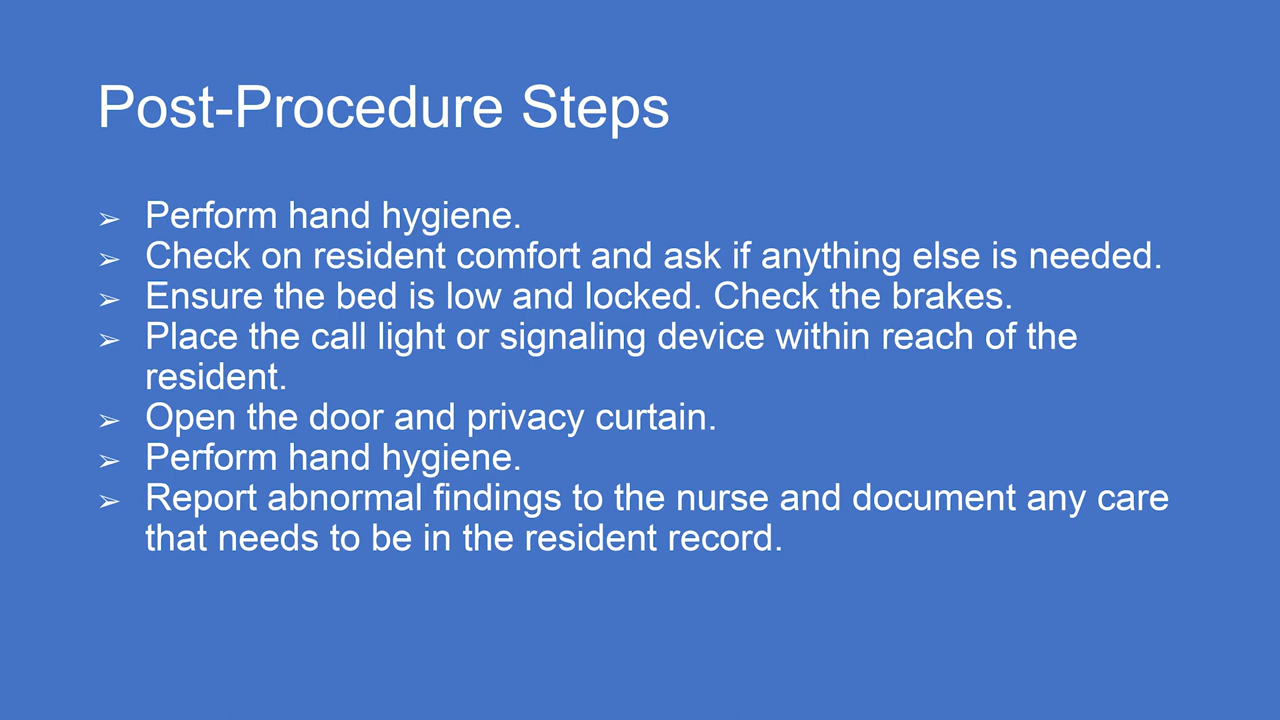 Post-Procedure Steps
➢ Perform hand hygiene.
➢ Check on resident comfort and ask if anything else is needed.
➢ Ensure the bed is low and locked. Check the brakes.
➢ Place the call light or signaling device within reach of the
resident.
➢ Open the door and privacy curtain.
➢ Perform hand hygiene.
➢ Report abnormal findings to the nurse and document any care
that needs to be in the resident record.